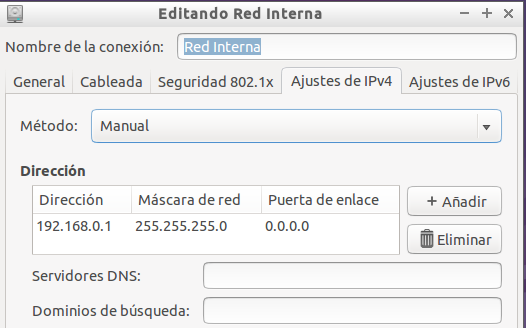 Editando Red Interna
Nombre de la conexión: Red Interna
General Cableada Seguridad 802.1x Ajustes de IPv4 Ajustes de IPv6
Método: Manual
Dirección
Dirección Máscara de red Puerta de enlace
+ Añadir
192.168.0.1 255.255.255.0 0.0.0.0
Eliminar
Servidores DNS:
Dominios de búsqueda: